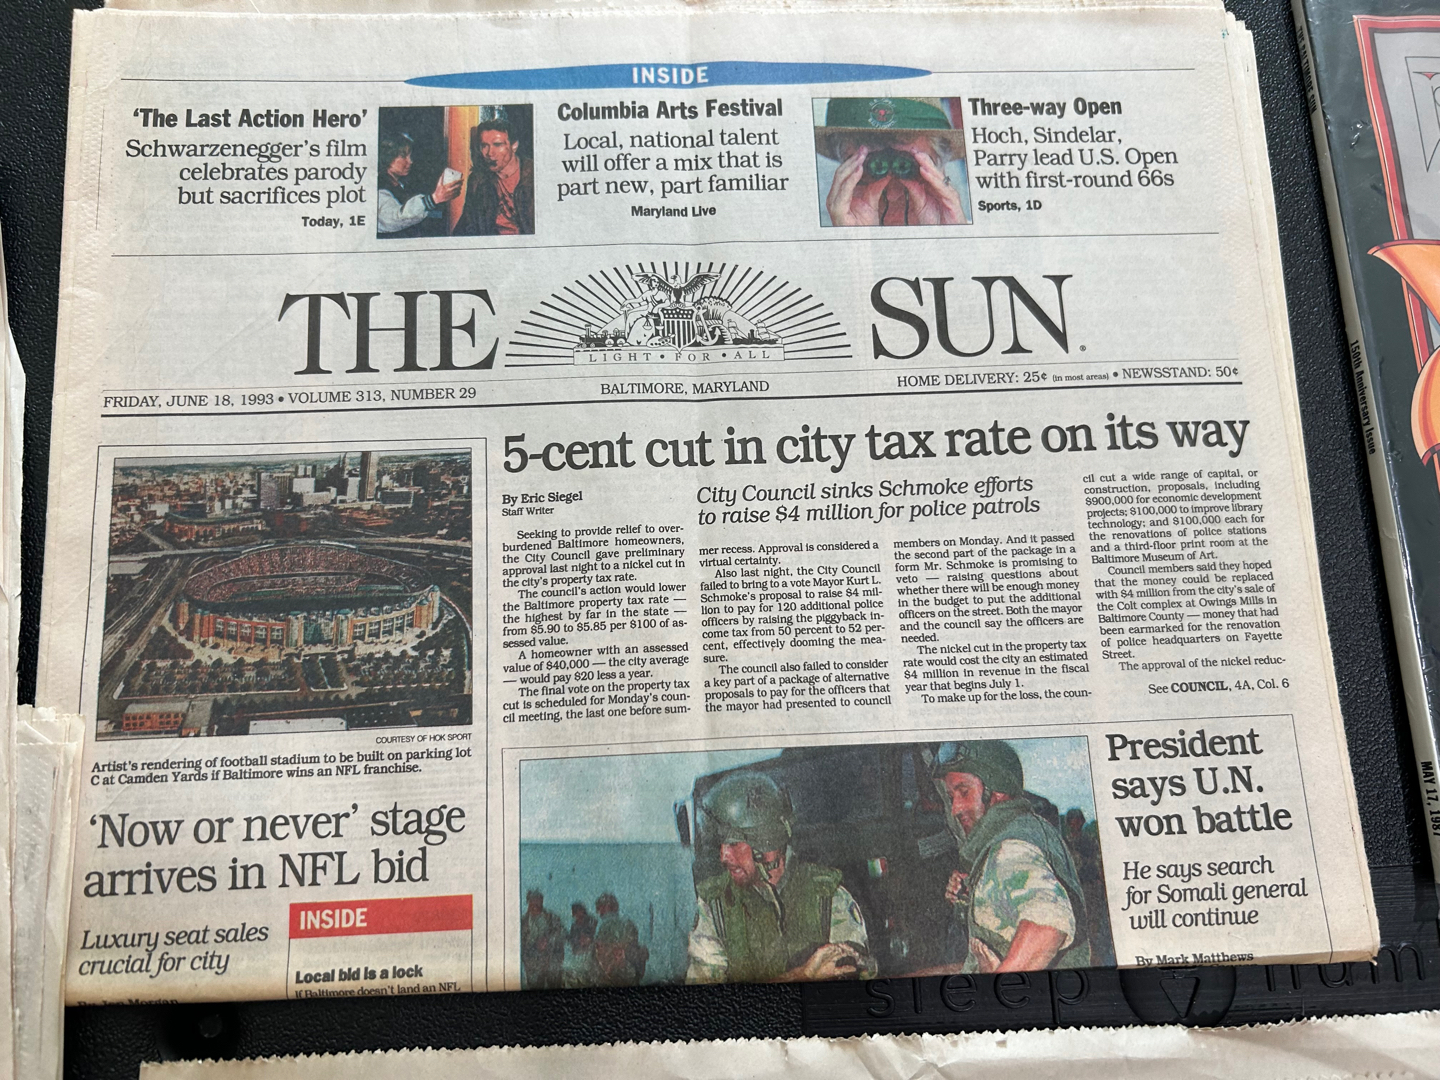 INSIDE
'The Last Action Hero'
Schwarzenegger's film
celebrates parody
but sacrifices plot
Today, 1E
Columbia Arts Festival
Local, national talent
will offer a mix that is
part new, part familiar
Maryland Live
Three-way Open
Hoch, Sindelar,
Parry lead U.S. Open
with first-round 66s
Sports, 1D
THE SUN
LIGHT • FOR • ALL
FRIDAY, JUNE 18, 1993 • VOLUME 313, NUMBER 29
BALTIMORE, MARYLAND
HOME DELIVERY: 25¢ (in most areas) • NEWSSTAND: 50¢
COURTESY OF HOK SPORT
Artist's rendering of football stadium to be built on parking lot
C at Camden Yards if Baltimore wins an NFL franchise.
'Now or never' stage
arrives in NFL bid
Luxury seat sales
crucial for city
By Jon Morgan
INSIDE
Local bid is a lock
If Baltimore doesn't land an NFL
5-cent cut in city tax rate on its way
City Council sinks Schmoke efforts
to raise $4 million for police patrols
By Eric Siegel
Staff Writer
Seeking to provide relief to over-
burdened Baltimore homeowners,
the City Council gave preliminary
approval last night to a nickel cut in
the city's property tax rate.
The council's action would lower
the Baltimore property tax rate —
the highest by far in the state —
from $5.90 to $5.85 per $100 of as-
sessed value.
A homeowner with an assessed
value of $40,000 — the city average
— would pay $20 less a year.
The final vote on the property tax
cut is scheduled for Monday's coun-
cil meeting, the last one before sum-
mer recess. Approval is considered a
virtual certainty.
Also last night, the City Council
failed to bring to a vote Mayor Kurt L.
Schmoke's proposal to raise $4 mil-
lion to pay for 120 additional police
officers by raising the piggyback in-
come tax from 50 percent to 52 per-
cent, effectively dooming the mea-
sure.
The council also failed to consider
a key part of a package of alternative
proposals to pay for the officers that
the mayor had presented to council
members on Monday. And it passed
the second part of the package in a
form Mr. Schmoke is promising to
veto — raising questions about
whether there will be enough money
in the budget to put the additional
officers on the street. Both the mayor
and the council say the officers are
needed.
The nickel cut in the property tax
rate would cost the city an estimated
$4 million in revenue in the fiscal
year that begins July 1.
To make up for the loss, the coun-
cil cut a wide range of capital, or
construction, proposals, including
$900,000 for economic development
projects; $100,000 to improve library
technology; and $100,000 each for
the renovations of police stations
and a third-floor print room at the
Baltimore Museum of Art.
Council members said they hoped
that the money could be replaced
with $4 million from the city's sale of
the Colt complex at Owings Mills in
Baltimore County — money that had
been earmarked for the renovation
of police headquarters on Fayette
Street.
The approval of the nickel reduc-
See COUNCIL, 4A, Col. 6
President
says U.N.
won battle
He says search
for Somali general
will continue
By Mark Matthews
150th Anniversary Issue
MAY 17, 1987
sleep
num